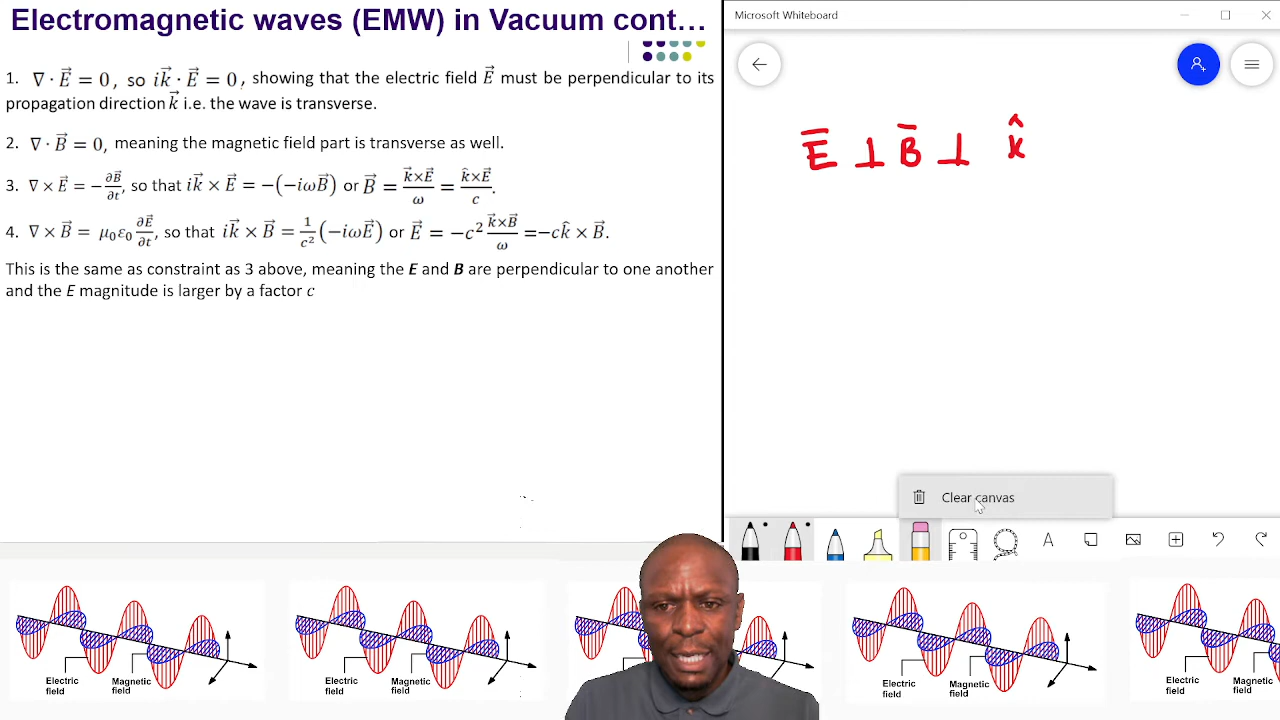 Electromagnetic waves (EMW) in Vacuum cont…
1. ∇ · E⃗ = 0, so ik⃗ · E⃗ = 0, showing that the electric field E⃗ must be perpendicular to its
propagation direction k⃗ i.e. the wave is transverse.
2. ∇ · B⃗ = 0, meaning the magnetic field part is transverse as well.
3. ∇ × E⃗ = −∂B⃗/∂t, so that ik⃗ × E⃗ = −(−iωB⃗) or B⃗ = k⃗×E⃗/ω = k̂×E⃗/c.
4. ∇ × B⃗ = μ₀ε₀ ∂E⃗/∂t, so that ik⃗ × B⃗ = 1/c² (−iωE⃗) or E⃗ = −c² k⃗×B⃗/ω =−ck̂ × B⃗.
This is the same as constraint as 3 above, meaning the E and B are perpendicular to one another
and the E magnitude is larger by a factor c
Microsoft Whiteboard
E̅ ⊥ B̅ ⊥ k̂
Clear canvas
A
Electric
field
Magnetic
field
Electric
field
Magnetic
field
Electric
field
Magnetic
field
Electric
field
Magnetic
field